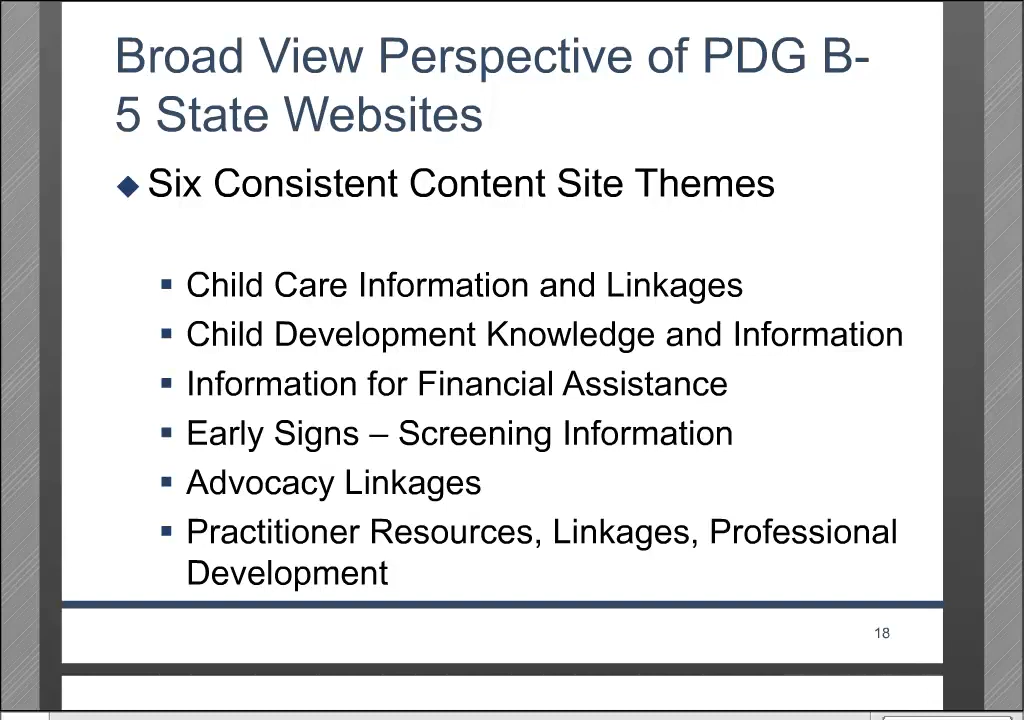 Broad View Perspective of PDG B-
5 State Websites
Six Consistent Content Site Themes
Child Care Information and Linkages
Child Development Knowledge and Information
Information for Financial Assistance
Early Signs – Screening Information
Advocacy Linkages
Practitioner Resources, Linkages, Professional
Development
18